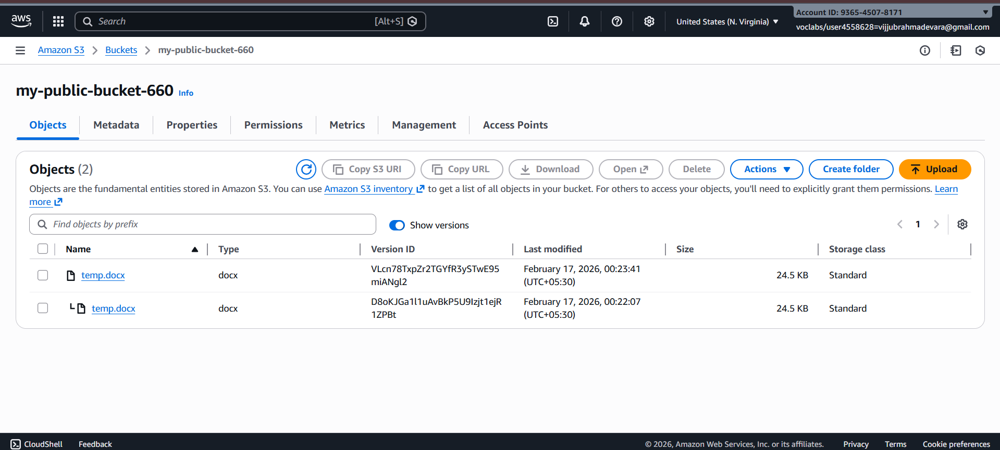 aws
Search [Alt+S]
United States (N. Virginia)
Account ID: 9365-4507-8171
voclabs/user4558628=vijjubrahmadevara@gmail.com
Amazon S3 Buckets my-public-bucket-660
my-public-bucket-660 Info
Objects Metadata Properties Permissions Metrics Management Access Points
Objects (2) Copy S3 URI Copy URL Download Open Delete Actions Create folder Upload
Objects are the fundamental entities stored in Amazon S3. You can use Amazon S3 inventory to get a list of all objects in your bucket. For others to access your objects, you'll need to explicitly grant them permissions. Learn
more
Find objects by prefix Show versions 1
Name Type Version ID Last modified Size Storage class
temp.docx docx VLcn78TxpZr2TGYfR3ySTwE95 February 17, 2026, 00:23:41 24.5 KB Standard
miANgl2 (UTC+05:30)
temp.docx docx D8oKJGa1l1uAvBkP5U9Izjt1ejR February 17, 2026, 00:22:07 24.5 KB Standard
1ZPBt (UTC+05:30)
CloudShell Feedback © 2026, Amazon Web Services, Inc. or its affiliates. Privacy Terms Cookie preferences